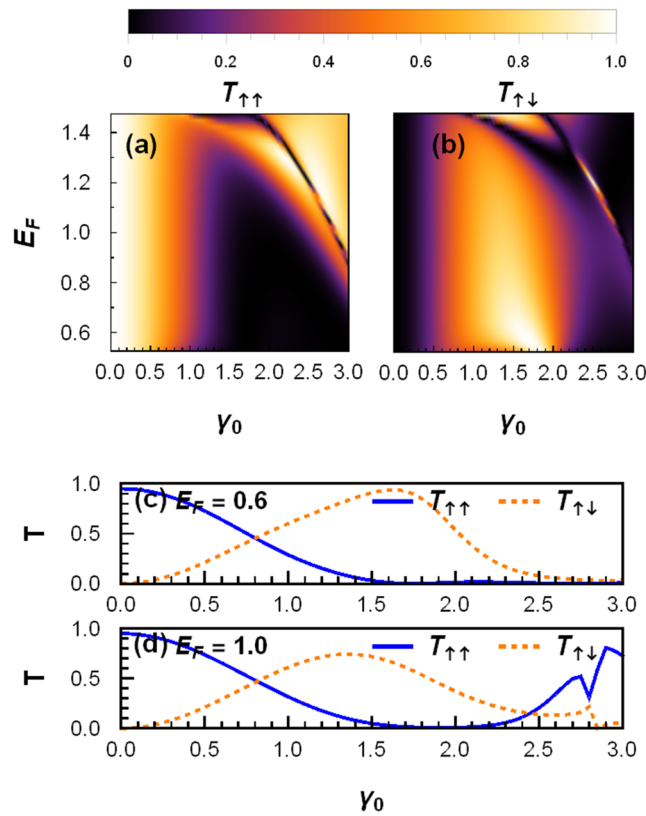 0 0.2 0.4 0.6 0.8 1.0
T↑↑ T↑↓
(a) (b)
1.4
1.2
1.0
0.8
0.6
E_F
0.0 0.5 1.0 1.5 2.0 2.5 3.0 0.0 0.5 1.0 1.5 2.0 2.5 3.0
γ₀ γ₀
1.0 (c) E_F = 0.6 T↑↑ T↑↓
T 0.5
0.0
0.0 0.5 1.0 1.5 2.0 2.5 3.0
1.0 (d) E_F = 1.0 T↑↑ T↑↓
T 0.5
0.0
0.0 0.5 1.0 1.5 2.0 2.5 3.0
γ₀